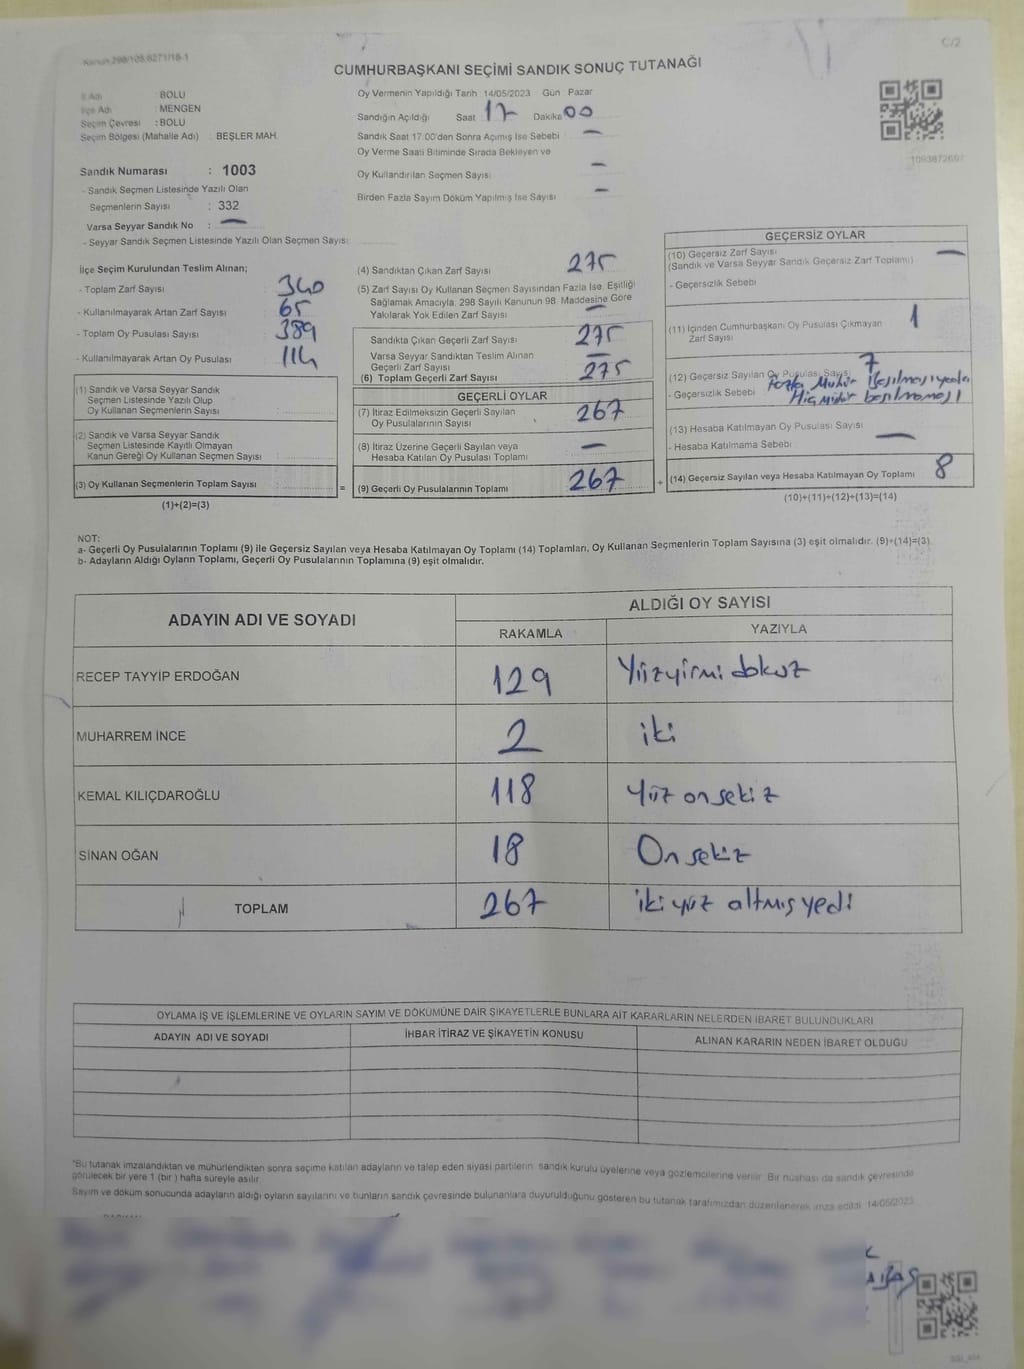 Kanun 298/105,6271/18-1
C/2
CUMHURBAŞKANI SEÇİMİ SANDIK SONUÇ TUTANAĞI
İl Adı : BOLU
İlçe Adı : MENGEN
Seçim Çevresi : BOLU
Seçim Bölgesi (Mahalle Adı) : BEŞLER MAH.
Oy Vermenin Yapıldığı Tarih 14/05/2023 Gün Pazar
Sandığın Açıldığı Saat 17 Dakika 00
Sandık Saat 17.00'den Sonra Açılmış İse Sebebi —
Oy Verme Saati Bitiminde Sırada Bekleyen ve
Oy Kullandırılan Seçmen Sayısı —
Birden Fazla Sayım Döküm Yapılmış İse Sayısı —
1093872697
Sandık Numarası : 1003
- Sandık Seçmen Listesinde Yazılı Olan
Seçmenlerin Sayısı : 332
Varsa Seyyar Sandık No : —
- Seyyar Sandık Seçmen Listesinde Yazılı Olan Seçmen Sayısı:
İlçe Seçim Kurulundan Teslim Alınan;
- Toplam Zarf Sayısı 340
- Kullanılmayarak Artan Zarf Sayısı 65
- Toplam Oy Pusulası Sayısı 389
- Kullanılmayarak Artan Oy Pusulası 114
(1) Sandık ve Varsa Seyyar Sandık
Seçmen Listesinde Yazılı Olup
Oy Kullanan Seçmenlerin Sayısı
(2) Sandık ve Varsa Seyyar Sandık
Seçmen Listesinde Kayıtlı Olmayan
Kanun Gereği Oy Kullanan Seçmen Sayısı
(3) Oy Kullanan Seçmenlerin Toplam Sayısı =
(1)+(2)=(3)
(4) Sandıktan Çıkan Zarf Sayısı 275
(5) Zarf Sayısı Oy Kullanan Seçmen Sayısından Fazla İse, Eşitliği
Sağlamak Amacıyla, 298 Sayılı Kanunun 98. Maddesine Göre
Yakılarak Yok Edilen Zarf Sayısı —
Sandıkta Çıkan Geçerli Zarf Sayısı 275
Varsa Seyyar Sandıktan Teslim Alınan
Geçerli Zarf Sayısı —
(6) Toplam Geçerli Zarf Sayısı 275
GEÇERLİ OYLAR
(7) İtiraz Edilmeksizin Geçerli Sayılan
Oy Pusulalarının Sayısı 267
(8) İtiraz Üzerine Geçerli Sayılan veya
Hesaba Katılan Oy Pusulası Toplamı —
(9) Geçerli Oy Pusulalarının Toplamı 267 +
GEÇERSİZ OYLAR
(10) Geçersiz Zarf Sayısı
(Sandık ve Varsa Seyyar Sandık Geçersiz Zarf Toplamı) —
- Geçersizlik Sebebi
(11) İçinden Cumhurbaşkanı Oy Pusulası Çıkmayan
Zarf Sayısı 1
(12) Geçersiz Sayılan Oy Pusulası Sayısı 7
- Geçersizlik Sebebi Fazla Mühür
Hiç mühür basılmaması
(13) Hesaba Katılmayan Oy Pusulası Sayısı —
- Hesaba Katılmama Sebebi
(14) Geçersiz Sayılan veya Hesaba Katılmayan Oy Toplamı 8
(10)+(11)+(12)+(13)=(14)
NOT:
a- Geçerli Oy Pusulalarının Toplamı (9) ile Geçersiz Sayılan veya Hesaba Katılmayan Oy Toplamı (14) Toplamları, Oy Kullanan Seçmenlerin Toplam Sayısına (3) eşit olmalıdır. (9)+(14)=(3)
b- Adayların Aldığı Oyların Toplamı, Geçerli Oy Pusulalarının Toplamına (9) eşit olmalıdır.
ADAYIN ADI VE SOYADI
ALDIĞI OY SAYISI
RAKAMLA YAZIYLA
RECEP TAYYİP ERDOĞAN 129 Yüzyirmi dokuz
MUHARREM İNCE 2 iki
KEMAL KILIÇDAROĞLU 118 Yüz onsekiz
SİNAN OĞAN 18 On sekiz
TOPLAM 267 iki yüz altmış yedi
OYLAMA İŞ VE İŞLEMLERİNE VE OYLARIN SAYIM VE DÖKÜMÜNE DAİR ŞİKAYETLERLE BUNLARA AİT KARARLARIN NELERDEN İBARET BULUNDUKLARI
ADAYIN ADI VE SOYADI İHBAR İTİRAZ VE ŞİKAYETİN KONUSU ALINAN KARARIN NEDEN İBARET OLDUĞU
*Bu tutanak imzalandıktan ve mühürlendikten sonra seçime katılan adayların ve talep eden siyasi partilerin sandık kurulu üyelerine veya gözlemcilerine verilir. Bir nüshası da sandık çevresinde
görülecek bir yere 1 (bir) hafta süreyle asılır.
Sayım ve döküm sonucunda adayların aldığı oyların sayılarını ve bunların sandık çevresinde bulunanlara duyurulduğunu gösteren bu tutanak tarafımızdan düzenlenerek imza edildi. 14/05/2023